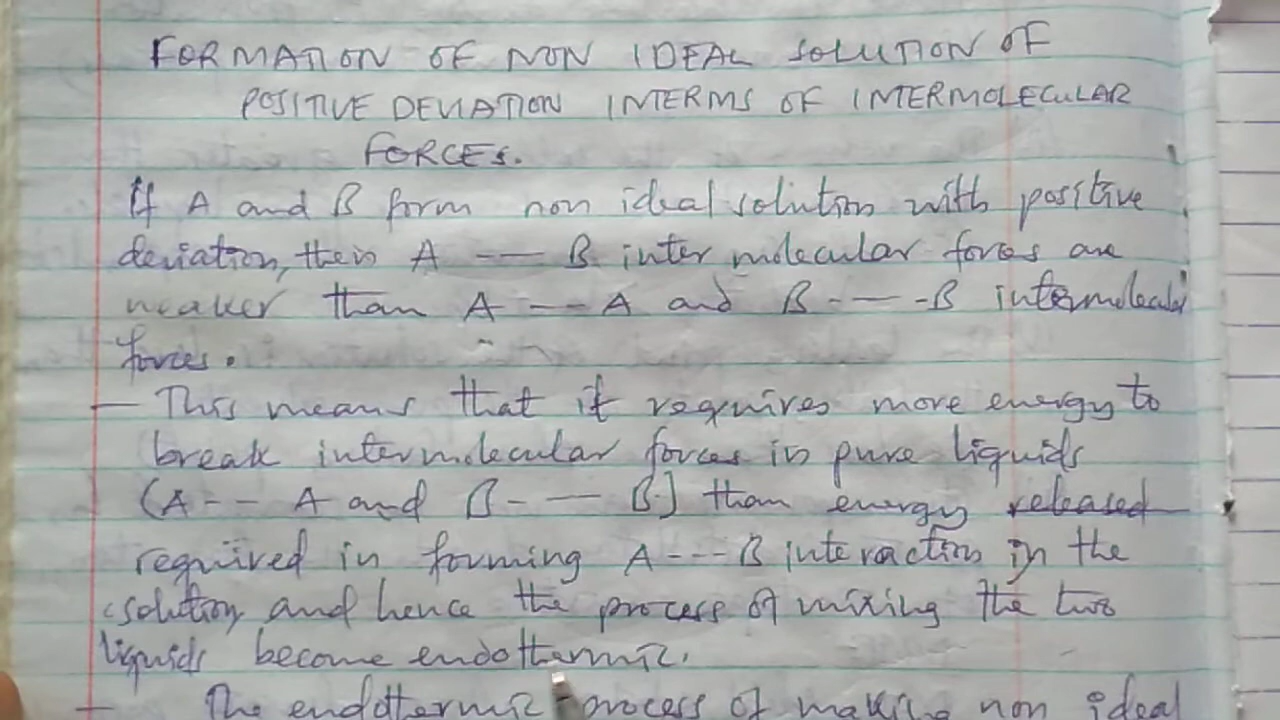 FORMATION OF NON IDEAL SOLUTION OF
POSITIVE DEVIATION INTERMS OF INTERMOLECULAR
FORCES.
If A and B form non ideal solution with positive
deviation, then A --- B inter molecular forces are
weaker than A --- A and B --- B intermolecular
forces.
— This means that it requires more energy to
break intermolecular forces in pure liquids
(A -- A and B --- B) than energy released
required in forming A --- B interaction in the
solution and hence the process of mixing the two
liquids become endothermic.
— The endothermic process of making non ideal